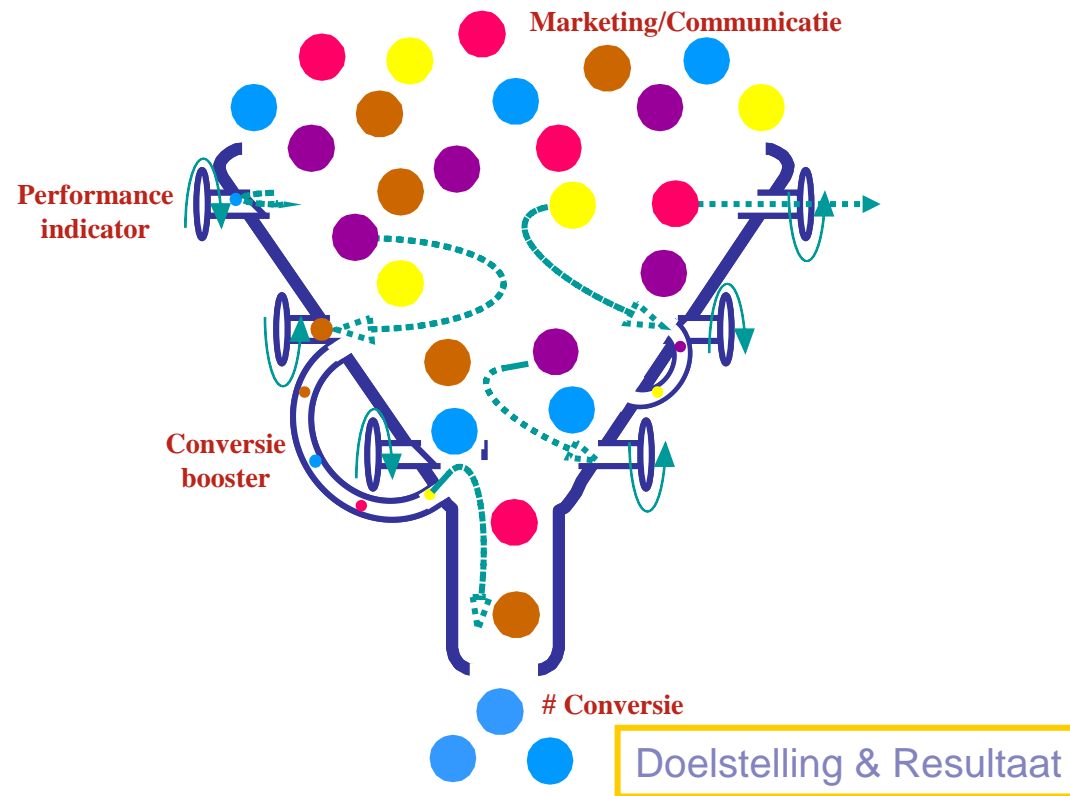 Marketing/Communicatie
Performance
indicator
Conversie
booster
# Conversie
Doelstelling & Resultaat